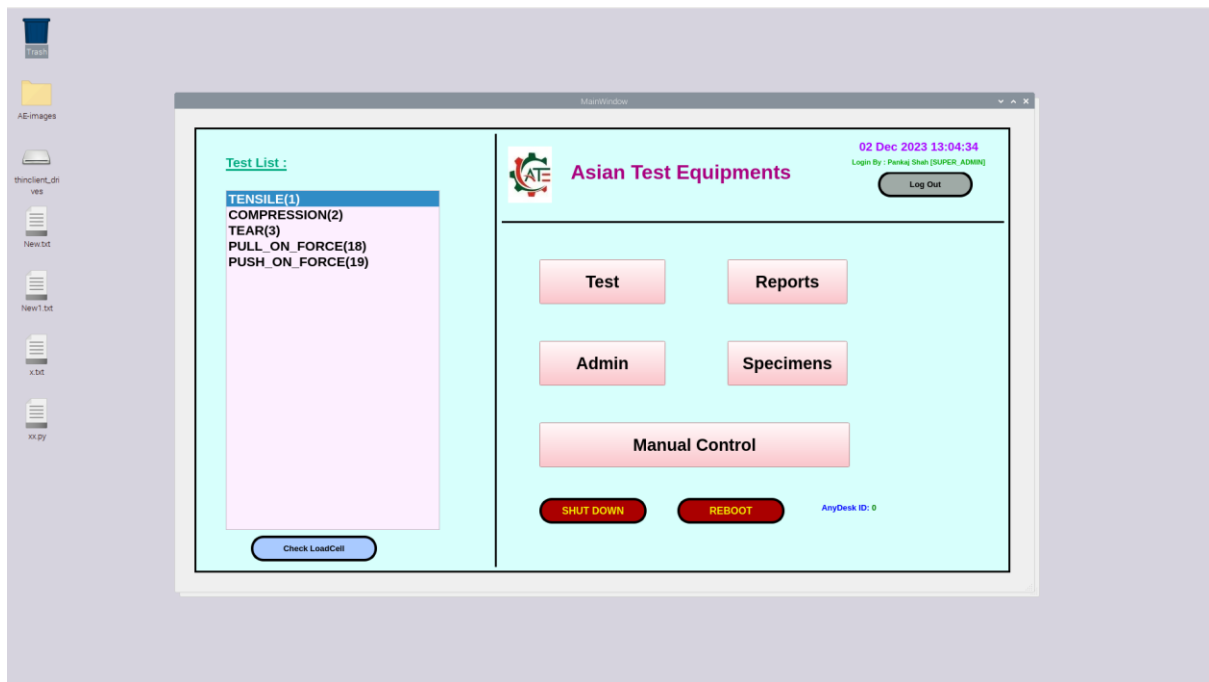 Trash
AE-images
thinclient_dri
ves
New.txt
New1.txt
x.txt
xx.py
MainWindow
Test List :
TENSILE(1)
COMPRESSION(2)
TEAR(3)
PULL_ON_FORCE(18)
PUSH_ON_FORCE(19)
Check LoadCell
ATE
Asian Test Equipments
02 Dec 2023 13:04:34
Login By : Pankaj Shah [SUPER_ADMIN]
Log Out
Test
Reports
Admin
Specimens
Manual Control
SHUT DOWN
REBOOT
AnyDesk ID: 0